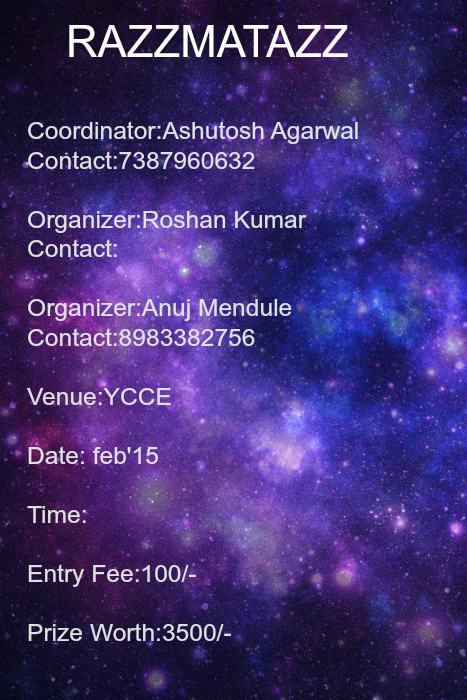 RAZZMATAZZ
Coordinator:Ashutosh Agarwal
Contact:7387960632
Organizer:Roshan Kumar
Contact:
Organizer:Anuj Mendule
Contact:8983382756
Venue:YCCE
Date: feb'15
Time:
Entry Fee:100/-
Prize Worth:3500/-